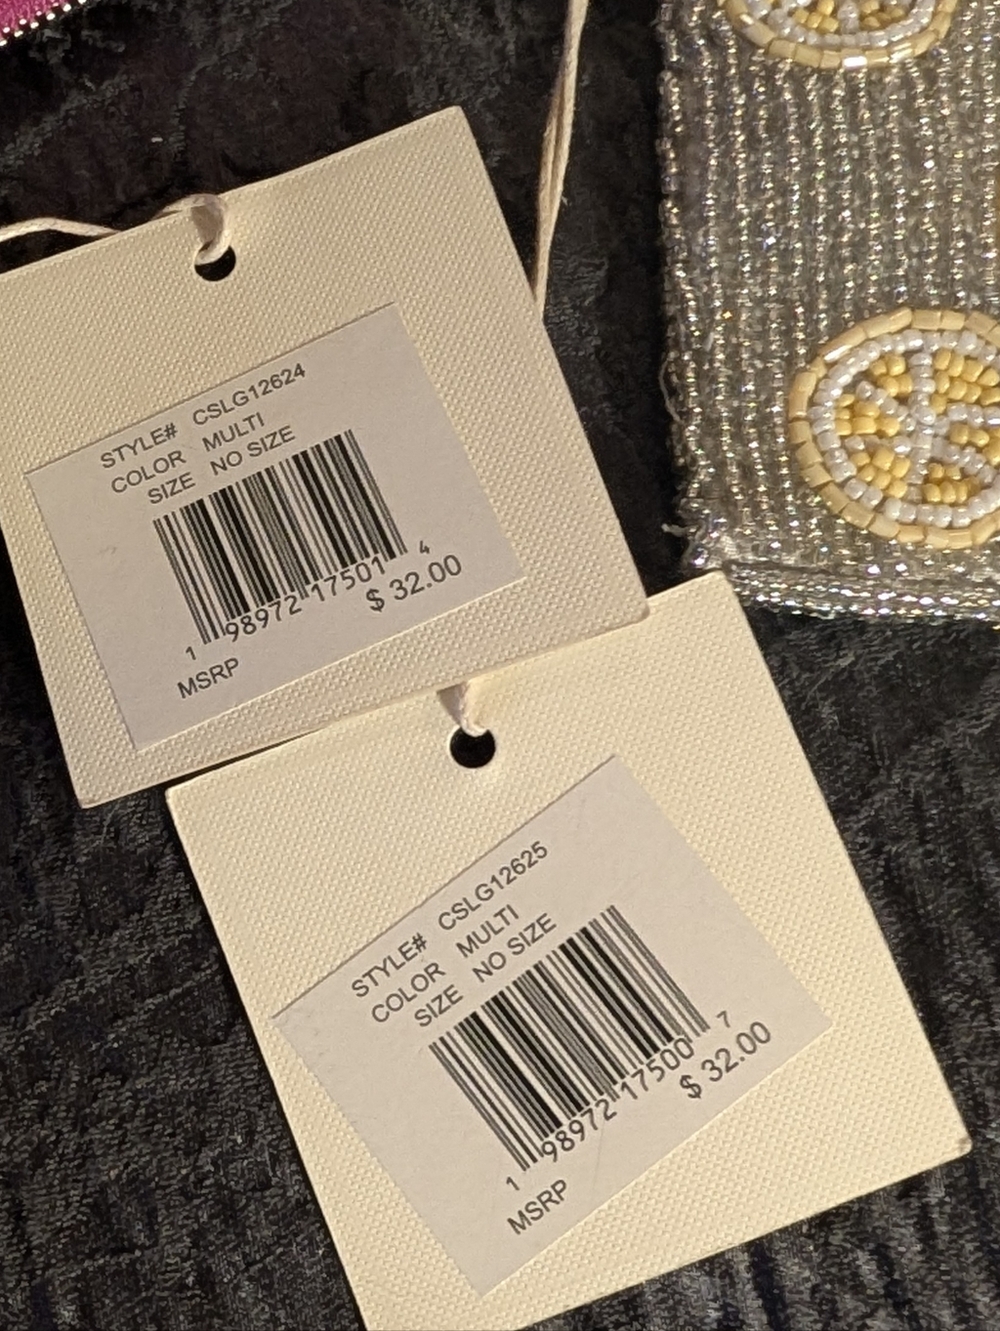 STYLE# CSLG12624
COLOR MULTI
SIZE NO SIZE
1 98972 17501 4
$ 32.00
MSRP
STYLE# CSLG12625
COLOR MULTI
SIZE NO SIZE
1 98972 17500 7
$ 32.00
MSRP